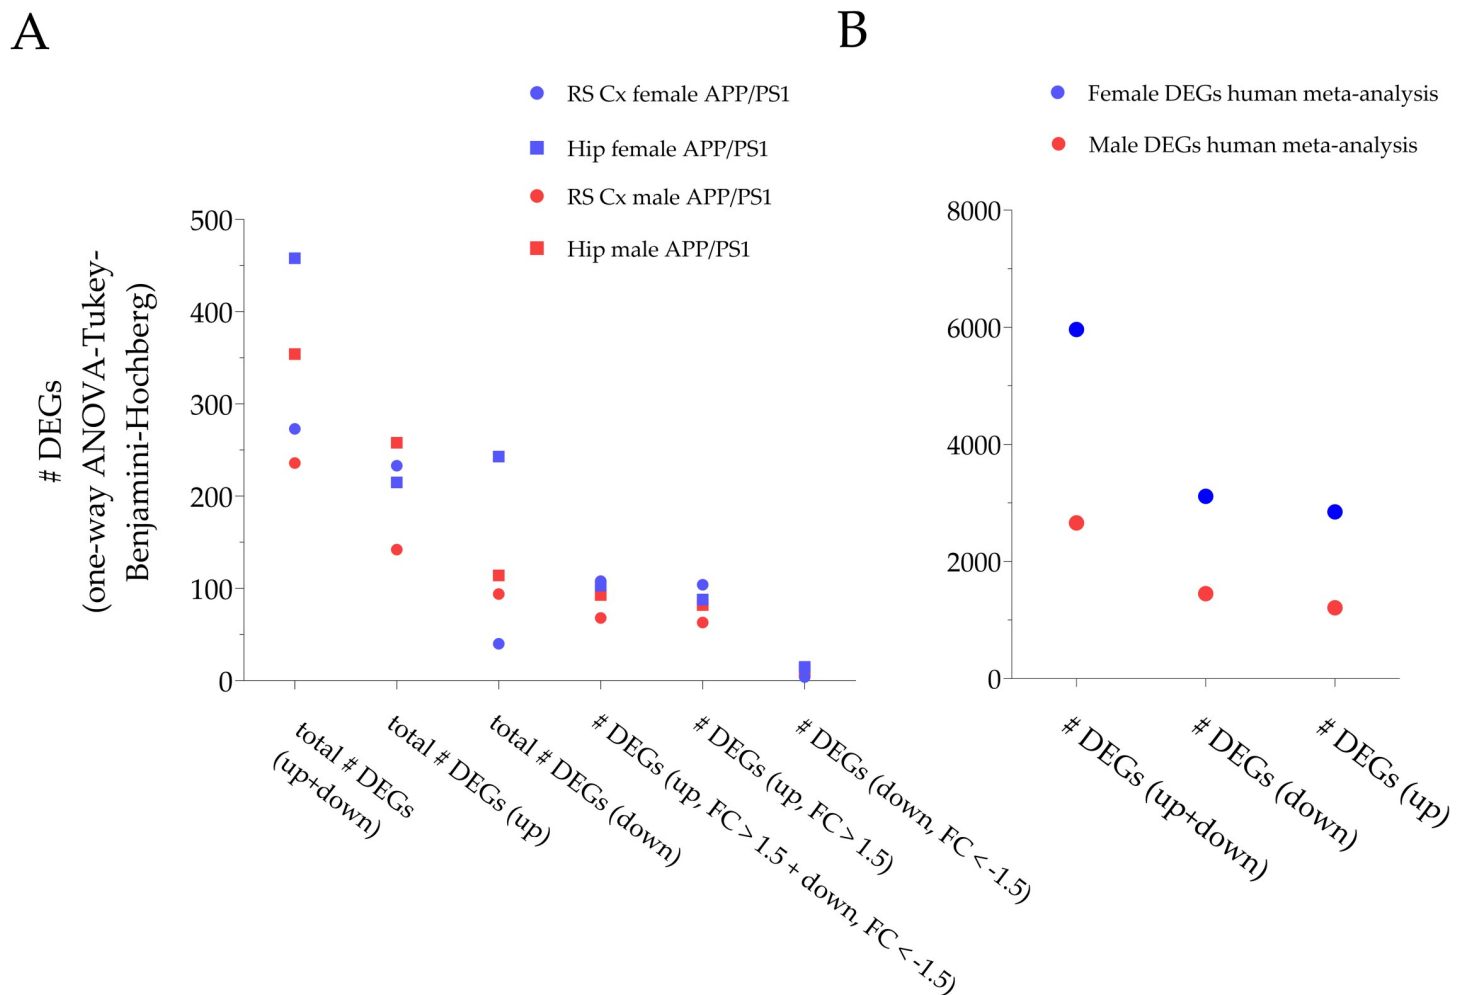 A
RS Cx female APP/PS1
Hip female APP/PS1
RS Cx male APP/PS1
Hip male APP/PS1
# DEGs
(one-way ANOVA-Tukey-
Benjamini-Hochberg)
500
400
300
200
100
0
total # DEGs
(up+down)
total # DEGs (up)
total # DEGs (down)
# DEGs (up, FC > 1.5 + down, FC < -1.5)
# DEGs (up, FC > 1.5)
# DEGs (down, FC < -1.5)
B
Female DEGs human meta-analysis
Male DEGs human meta-analysis
8000
6000
4000
2000
0
# DEGs (up+down)
# DEGs (down)
# DEGs (up)